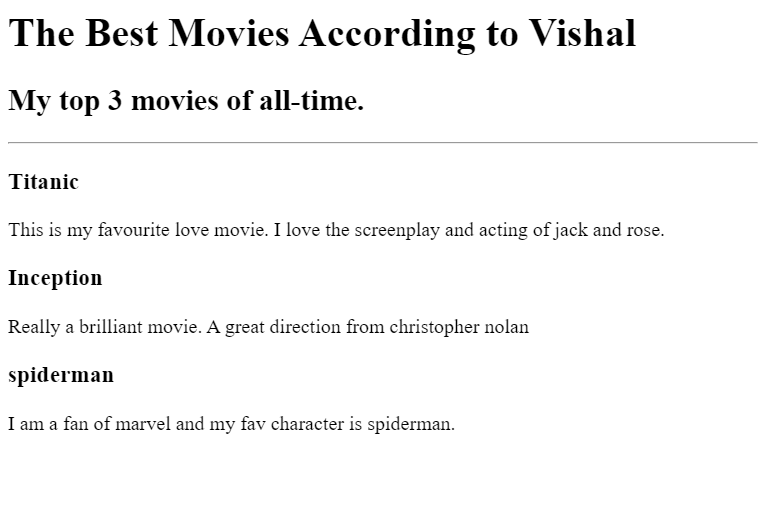 The Best Movies According to Vishal
My top 3 movies of all-time.
Titanic
This is my favourite love movie. I love the screenplay and acting of jack and rose.
Inception
Really a brilliant movie. A great direction from christopher nolan
spiderman
I am a fan of marvel and my fav character is spiderman.